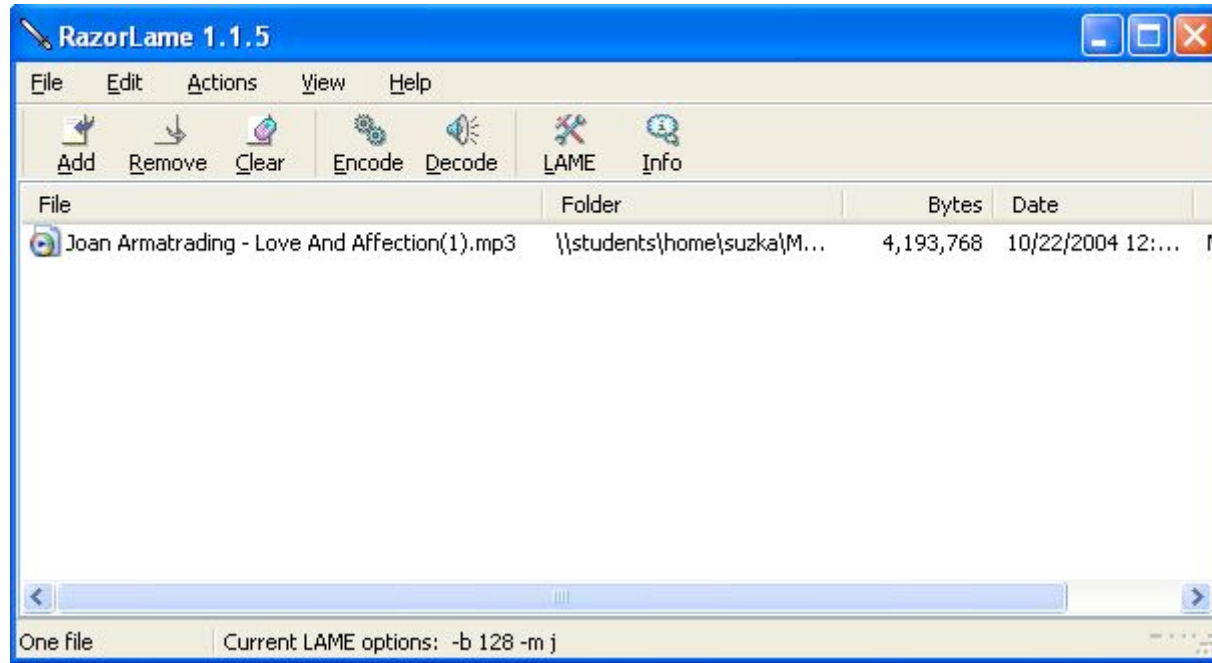 RazorLame 1.1.5
File Edit Actions View Help
Add Remove Clear Encode Decode LAME Info
File Folder Bytes Date
Joan Armatrading - Love And Affection(1).mp3 \\students\home\suzka\M... 4,193,768 10/22/2004 12:...
One file Current LAME options: -b 128 -m j